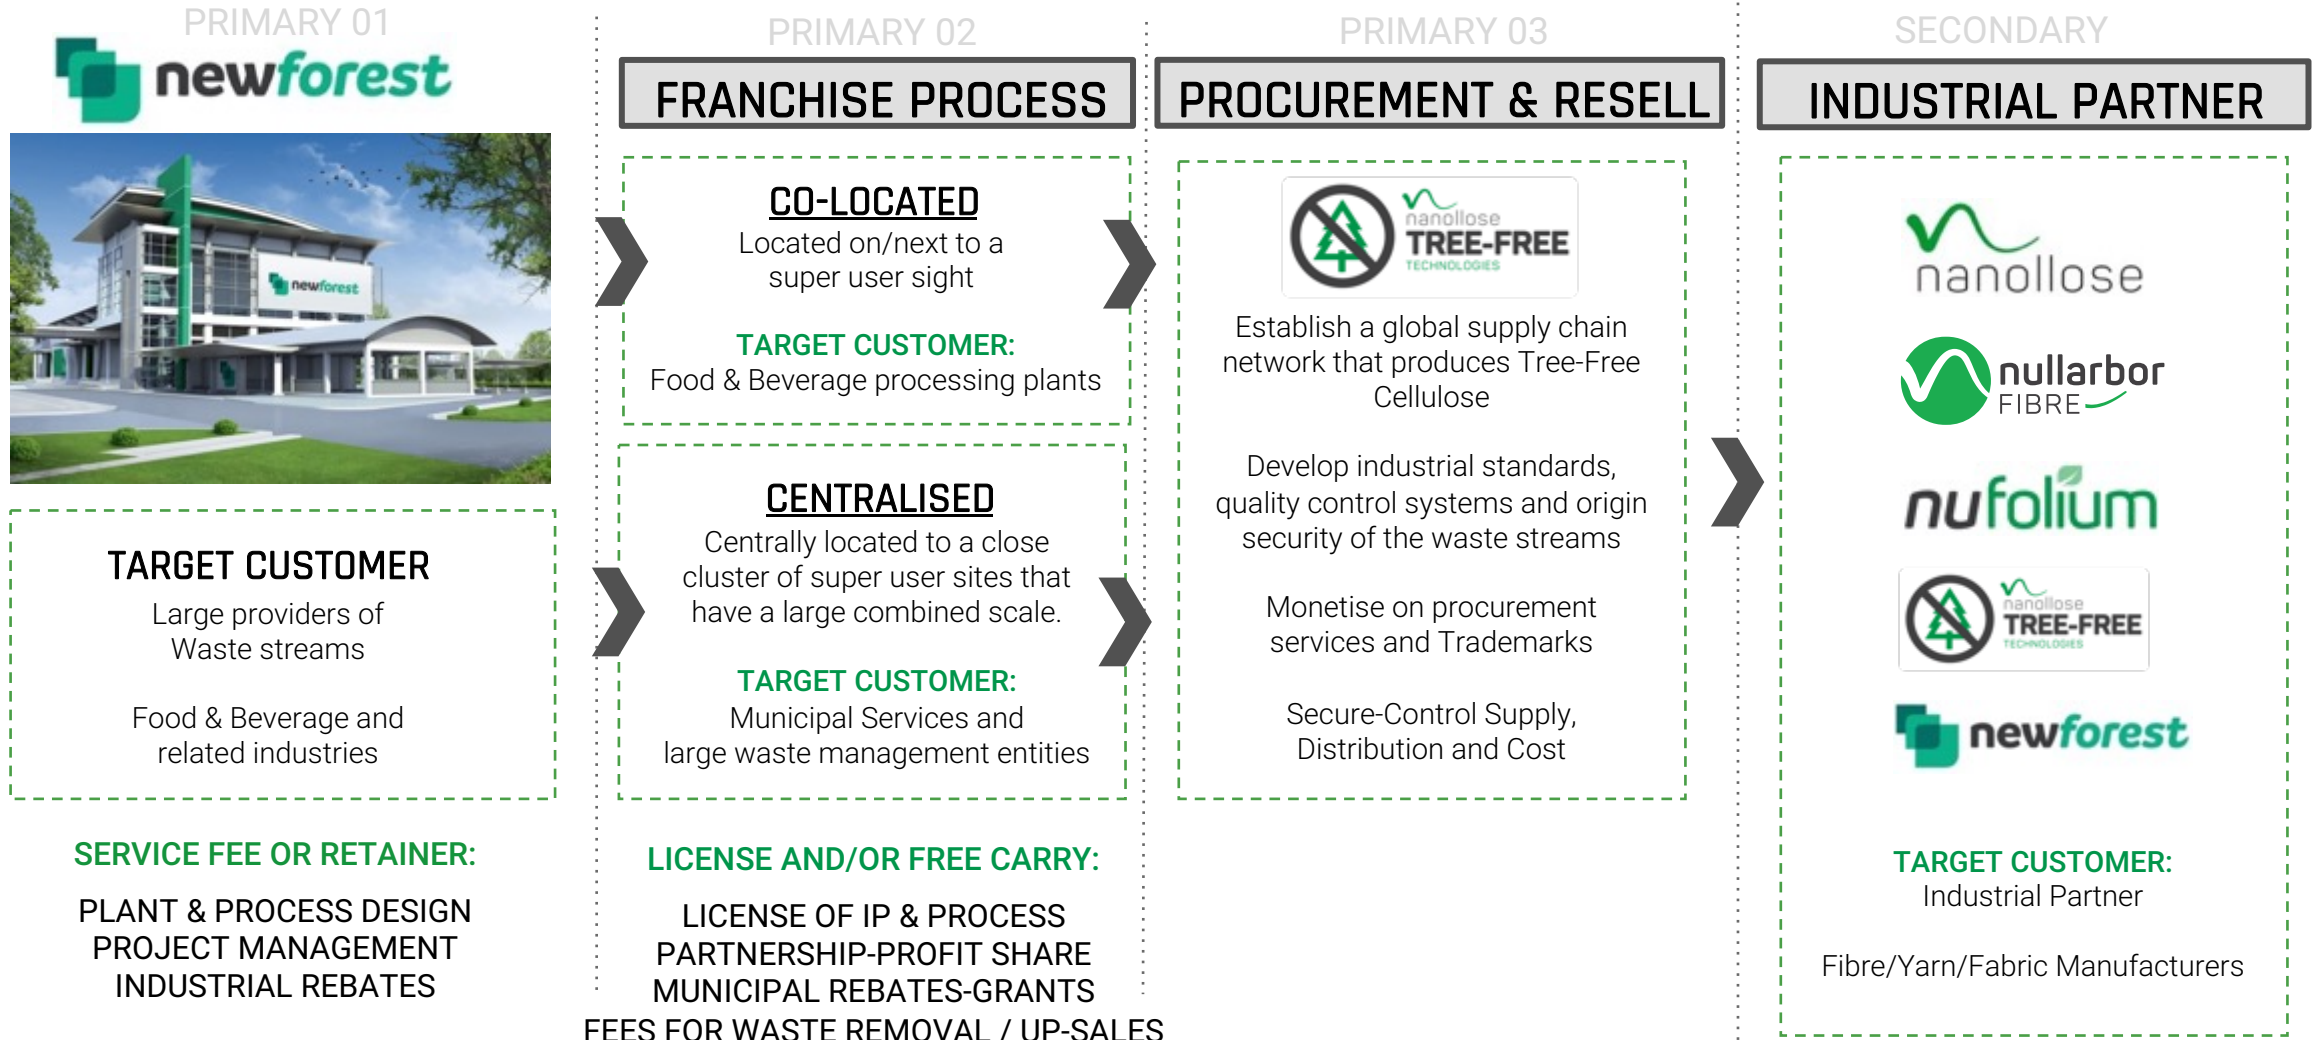 PRIMARY 01
newforest
newforest
TARGET CUSTOMER
Large providers of
Waste streams
Food & Beverage and
related industries
SERVICE FEE OR RETAINER:
PLANT & PROCESS DESIGN
PROJECT MANAGEMENT
INDUSTRIAL REBATES
PRIMARY 02
FRANCHISE PROCESS
CO-LOCATED
Located on/next to a
super user sight
TARGET CUSTOMER:
Food & Beverage processing plants
CENTRALISED
Centrally located to a close
cluster of super user sites that
have a large combined scale.
TARGET CUSTOMER:
Municipal Services and
large waste management entities
LICENSE AND/OR FREE CARRY:
LICENSE OF IP & PROCESS
PARTNERSHIP-PROFIT SHARE
MUNICIPAL REBATES-GRANTS
FEES FOR WASTE REMOVAL / UP-SALES
PRIMARY 03
PROCUREMENT & RESELL
nanollose
TREE-FREE
TECHNOLOGIES
Establish a global supply chain
network that produces Tree-Free
Cellulose
Develop industrial standards,
quality control systems and origin
security of the waste streams
Monetise on procurement
services and Trademarks
Secure-Control Supply,
Distribution and Cost
SECONDARY
INDUSTRIAL PARTNER
nanollose
nullarbor
FIBRE
nufolium
nanollose
TREE-FREE
TECHNOLOGIES
newforest
TARGET CUSTOMER:
Industrial Partner
Fibre/Yarn/Fabric Manufacturers